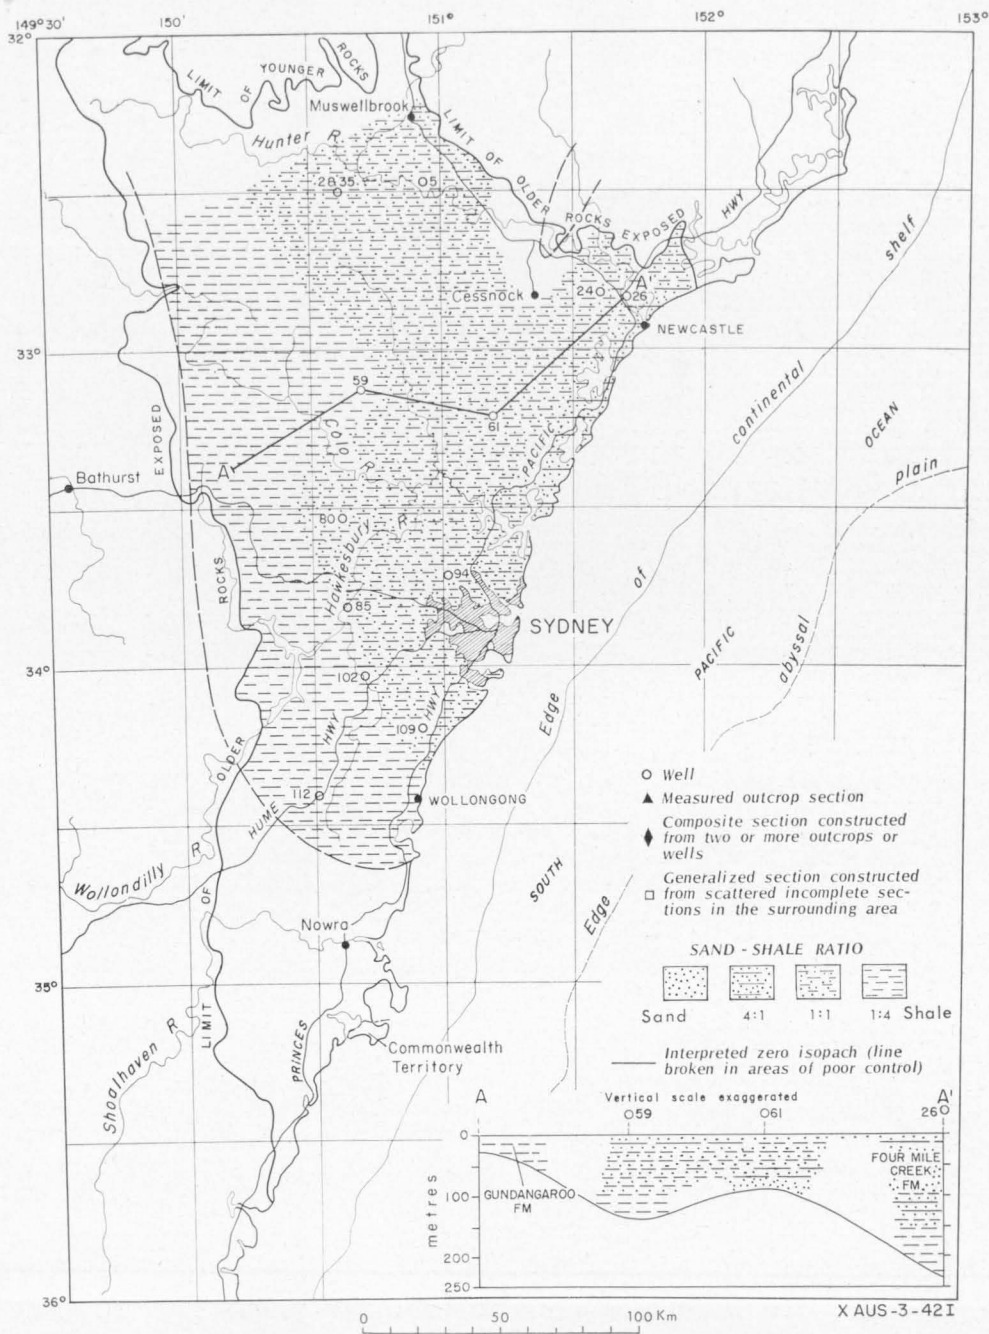 149°30'
150°
151°
152°
153°
32°
LIMIT OF YOUNGER ROCKS
Muswellbrook
Hunter R
LIMIT OF OLDER ROCKS EXPOSED
HWY
28
35
5
shelf
Cessnock
24
A'
26
NEWCASTLE
33°
continental
59
61
OCEAN
Colo R
PACIFIC
EXPOSED
A
plain
Bathurst
80
Hawkesbury R
of
ROCKS
94
85
SYDNEY
PACIFIC
abyssal
34°
102
HWY
HWY
Edge
109
OLDER
112
WOLLONGONG
HUME
Wollondilly R
SOUTH
Edge
OF
Nowra
35°
LIMIT
Shoalhaven R
PRINCES
Commonwealth
Territory
36°
Well
Measured outcrop section
Composite section constructed
from two or more outcrops or
wells
Generalized section constructed
from scattered incomplete sec-
tions in the surrounding area
SAND - SHALE RATIO
Sand 4:1 1:1 1:4 Shale
Interpreted zero isopach (line
broken in areas of poor control)
A Vertical scale exaggerated A'
59 61 26
0
100
200
250
metres
GUNDANGAROO
FM
FOUR MILE
CREEK
FM
X AUS-3-42I
0 50 100 Km